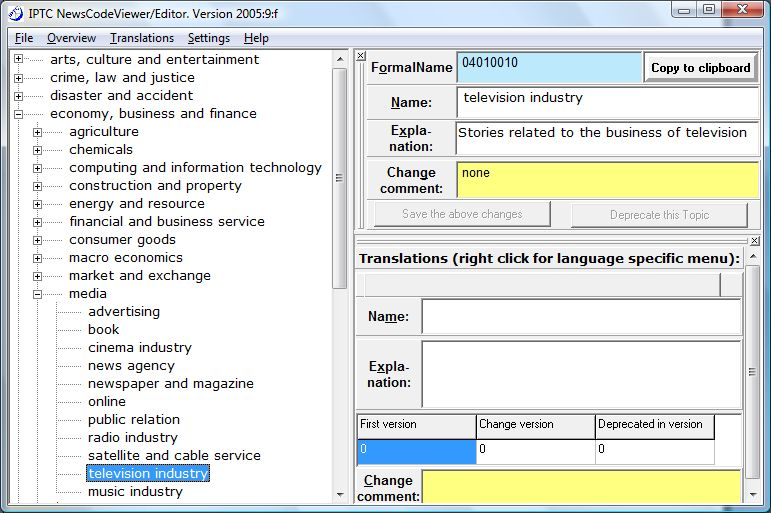 IPTC NewsCodeViewer/Editor. Version 2005:9:f
File Overview Translations Settings Help
arts, culture and entertainment
crime, law and justice
disaster and accident
economy, business and finance
agriculture
chemicals
computing and information technology
construction and property
energy and resource
financial and business service
consumer goods
macro economics
market and exchange
media
advertising
book
cinema industry
news agency
newspaper and magazine
online
public relation
radio industry
satellite and cable service
television industry
music industry
FormalName 04010010 Copy to clipboard
Name: television industry
Expla-
nation: Stories related to the business of television
Change
comment: none
Save the above changes Deprecate this Topic
Translations (right click for language specific menu):
Name:
Expla-
nation:
First version Change version Deprecated in version
0 0 0
Change
comment: